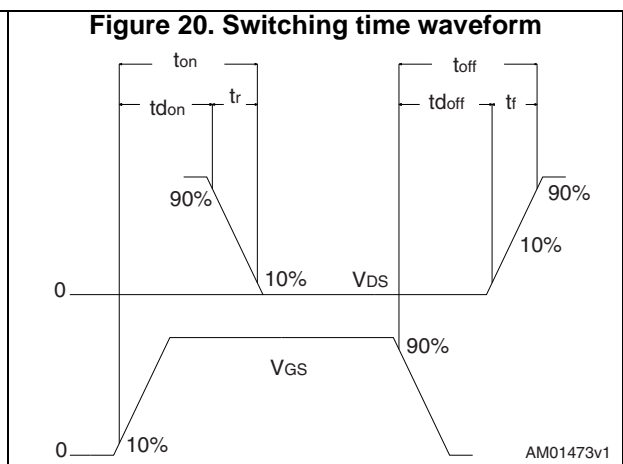 Figure 20. Switching time waveform
ton
toff
tdon
tr
tdoff
tf
90%
90%
10%
10%
0
VDS
90%
VGS
0
10%
AM01473v1